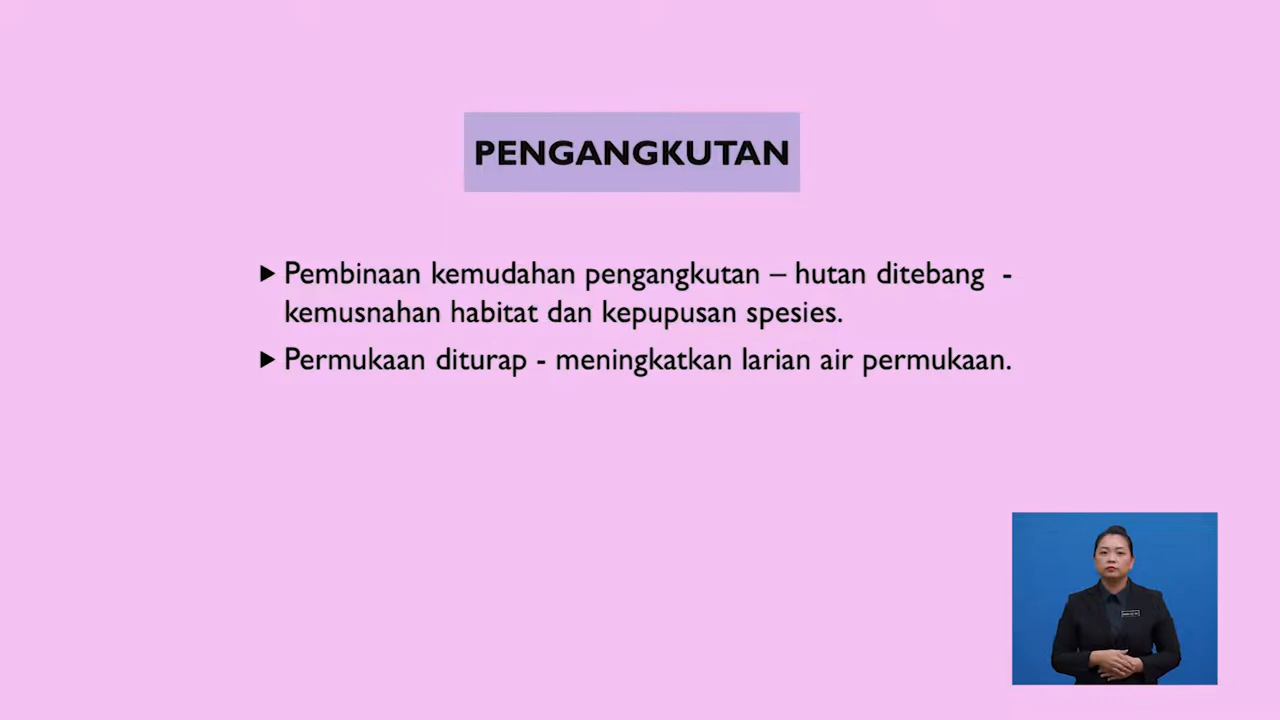 PENGANGKUTAN
Pembinaan kemudahan pengangkutan – hutan ditebang -
kemusnahan habitat dan kepupusan spesies.
Permukaan diturap - meningkatkan larian air permukaan.